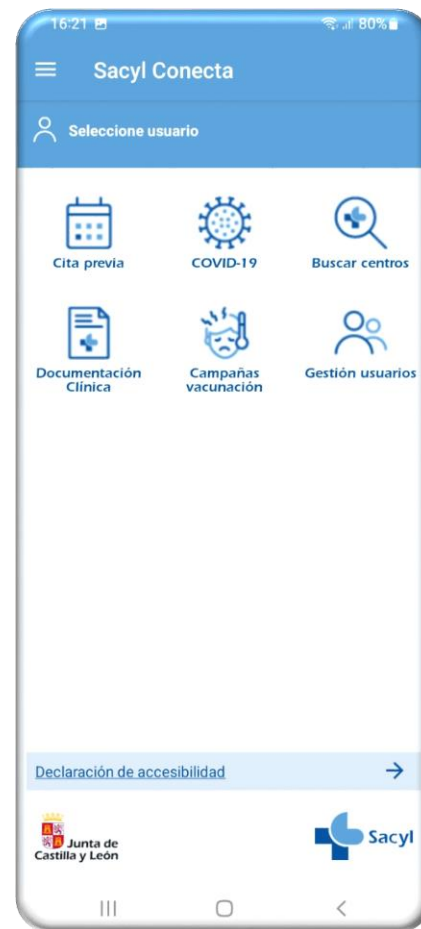 16:21 80%
Sacyl Conecta
Seleccione usuario
Cita previa COVID-19 Buscar centros
Documentación Clínica Campañas vacunación Gestión usuarios
Declaración de accesibilidad
Junta de
Castilla y León
Sacyl